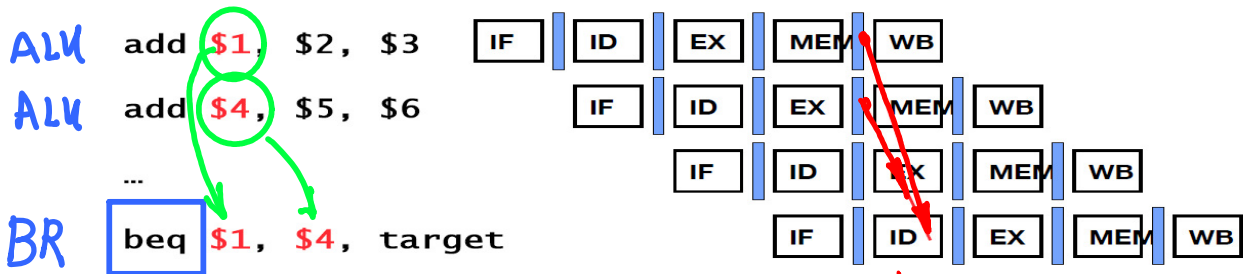 ALU add $1, $2, $3 IF ID EX MEM WB
ALU add $4, $5, $6 IF ID EX MEM WB
... IF ID EX MEM WB
BR beq $1, $4, target IF ID EX MEM WB